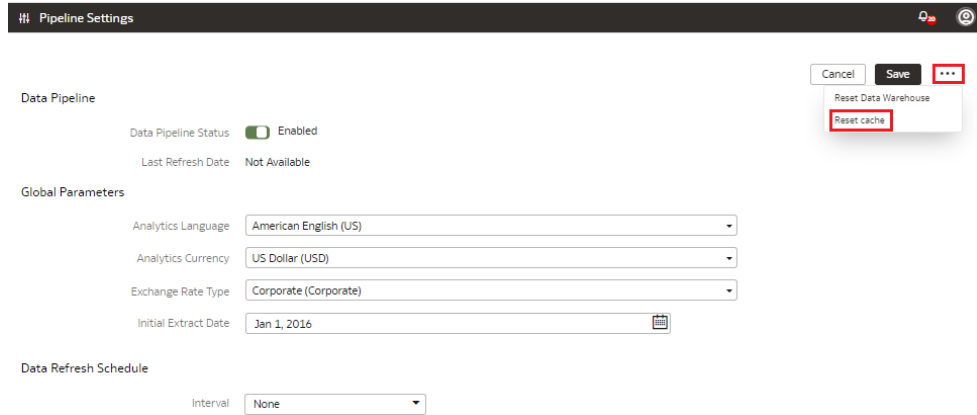 Pipeline Settings
20
Cancel
Save
Reset Data Warehouse
Reset cache
Data Pipeline
Data Pipeline Status Enabled
Last Refresh Date Not Available
Global Parameters
Analytics Language American English (US)
Analytics Currency US Dollar (USD)
Exchange Rate Type Corporate (Corporate)
Initial Extract Date Jan 1, 2016
Data Refresh Schedule
Interval None